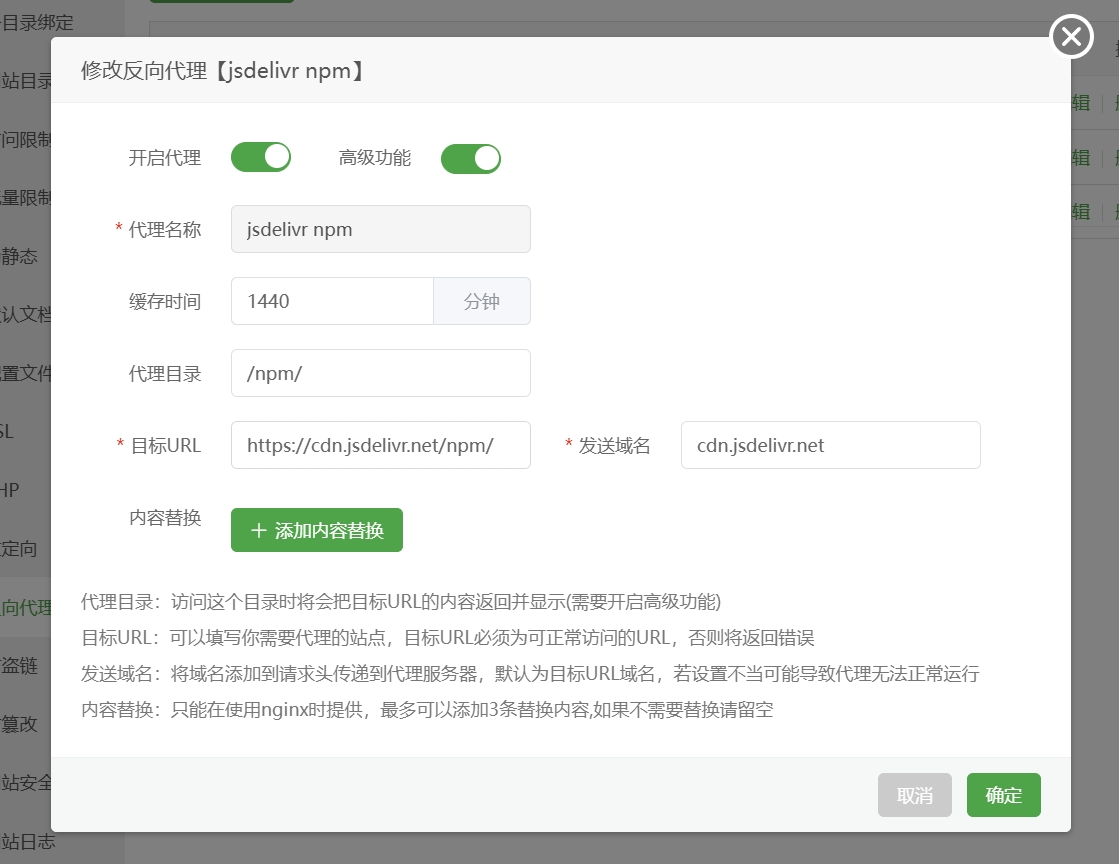 目录绑定
修改反向代理【jsdelivr npm】
站目录
辑
开启代理 高级功能
问限制
辑
量限制
辑
* 代理名称 jsdelivr npm
静态
缓存时间 1440 分钟
认文档
代理目录 /npm/
置文件
SL
* 目标URL https://cdn.jsdelivr.net/npm/ * 发送域名 cdn.jsdelivr.net
HP
内容替换 + 添加内容替换
定向
代理目录：访问这个目录时将会把目标URL的内容返回并显示(需要开启高级功能)
向代理
目标URL：可以填写你需要代理的站点，目标URL必须为可正常访问的URL，否则将返回错误
盗链
发送域名：将域名添加到请求头传递到代理服务器，默认为目标URL域名，若设置不当可能导致代理无法正常运行
内容替换：只能在使用nginx时提供，最多可以添加3条替换内容,如果不需要替换请留空
篡改
站安全
取消 确定
站日志